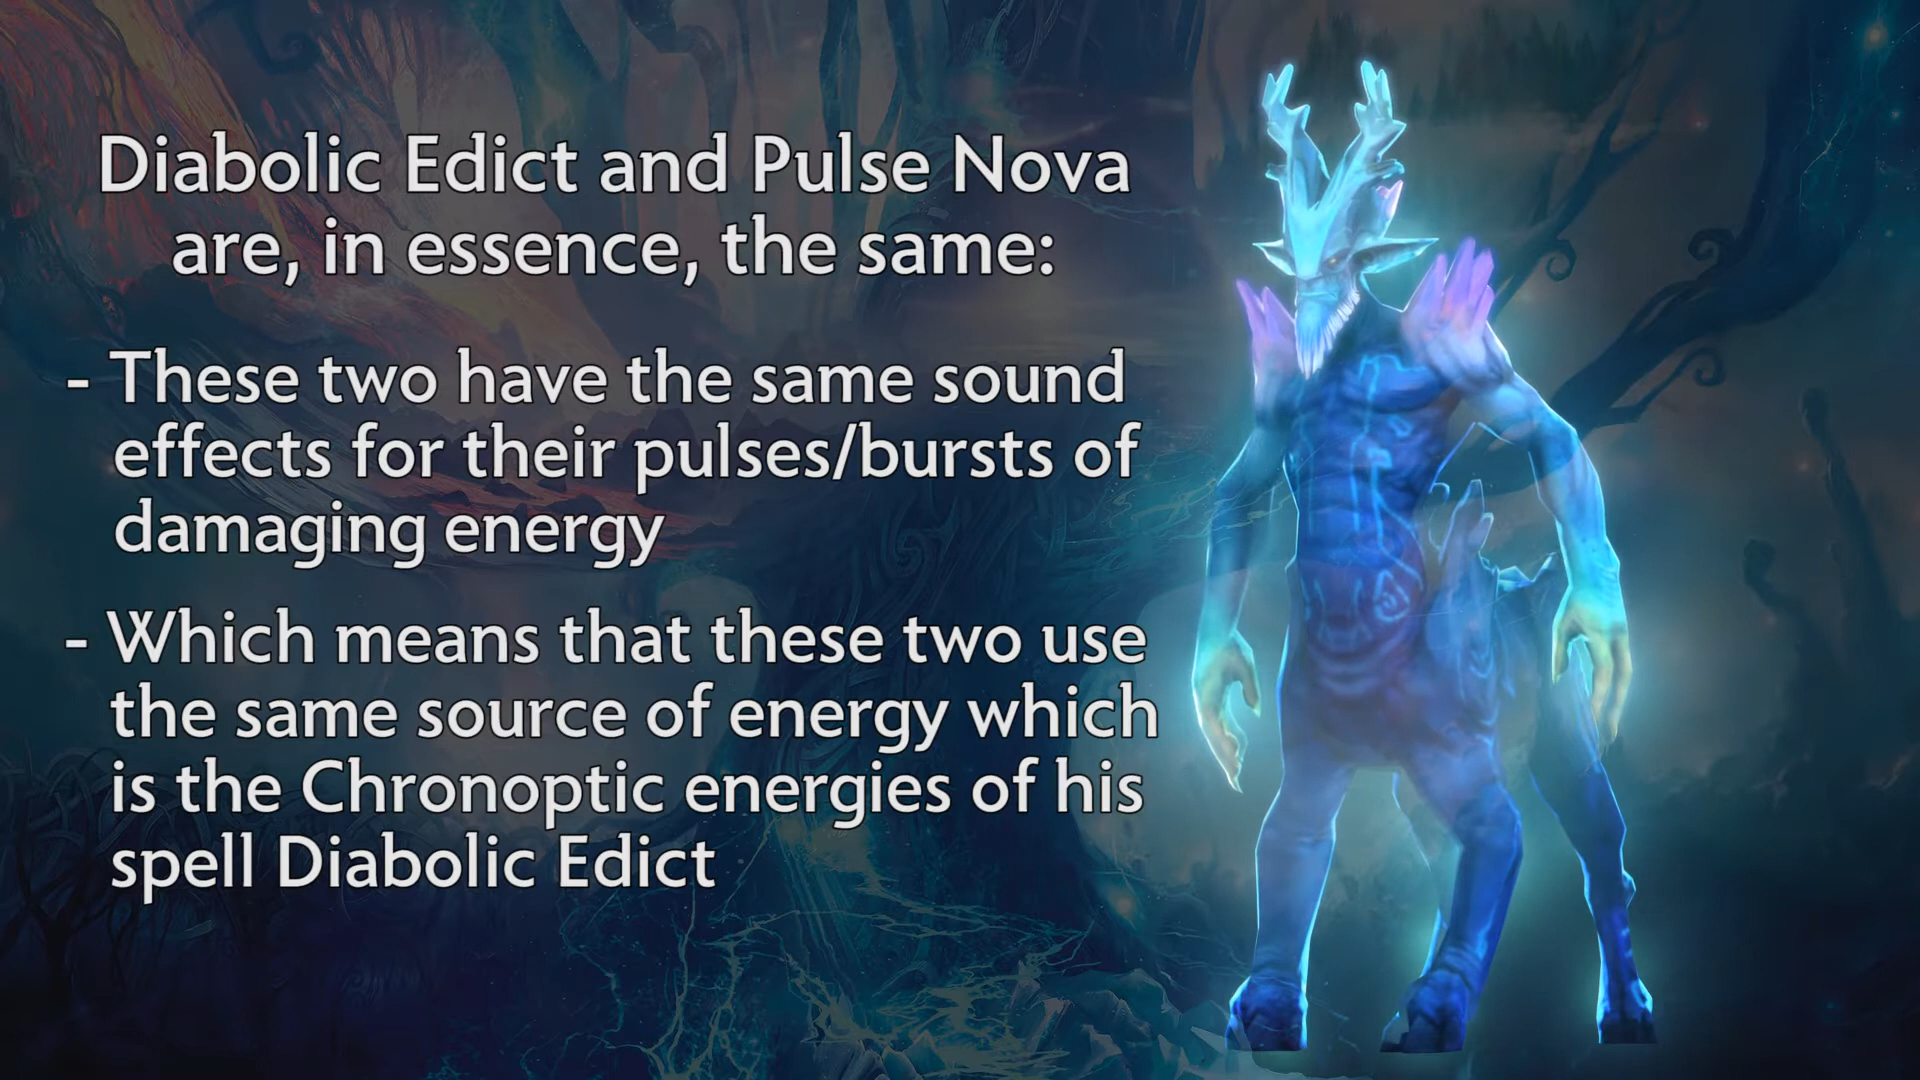 Diabolic Edict and Pulse Nova
are, in essence, the same:
- These two have the same sound
effects for their pulses/bursts of
damaging energy
- Which means that these two use
the same source of energy which
is the Chronoptic energies of his
spell Diabolic Edict